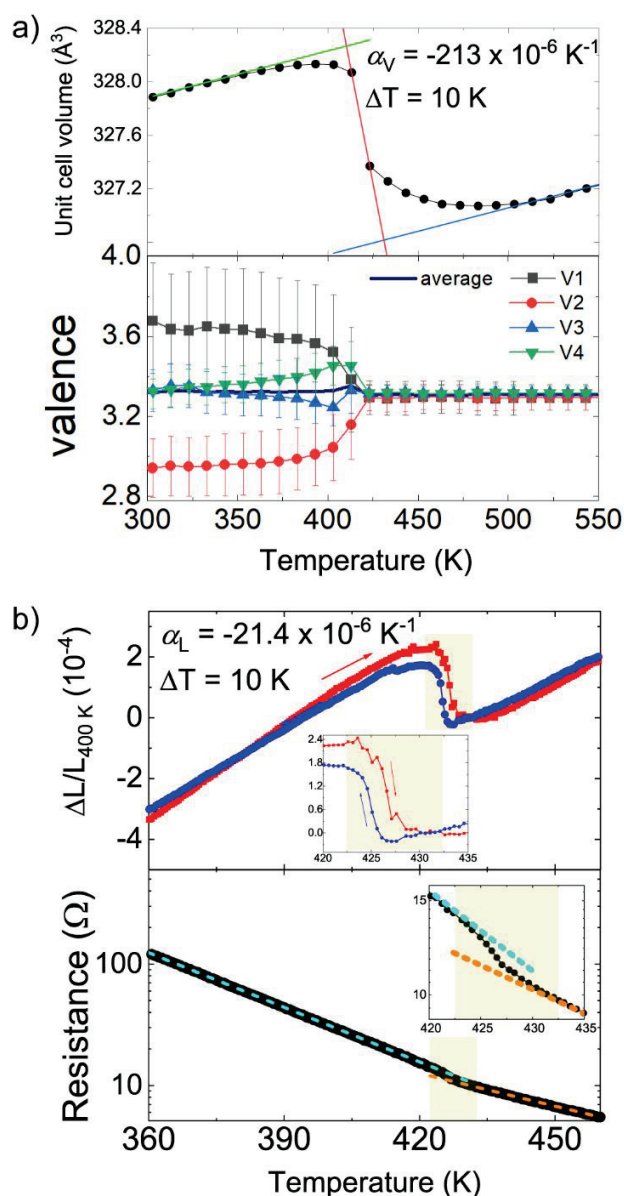 a)
Unit cell volume (Å³)
328.4
328.0
327.6
327.2
αV = -213 x 10⁻⁶ K⁻¹
ΔT = 10 K
valence
4.0
3.6
3.2
2.8
average
V1
V2
V3
V4
300 350 400 450 500 550
Temperature (K)
b)
ΔL/L400 K (10⁻⁴)
2
0
-2
-4
αL = -21.4 x 10⁻⁶ K⁻¹
ΔT = 10 K
2.4
1.8
1.2
0.6
0.0
420 425 430 435
Resistance (Ω)
100
10
15
10
420 425 430 435
360 390 420 450
Temperature (K)